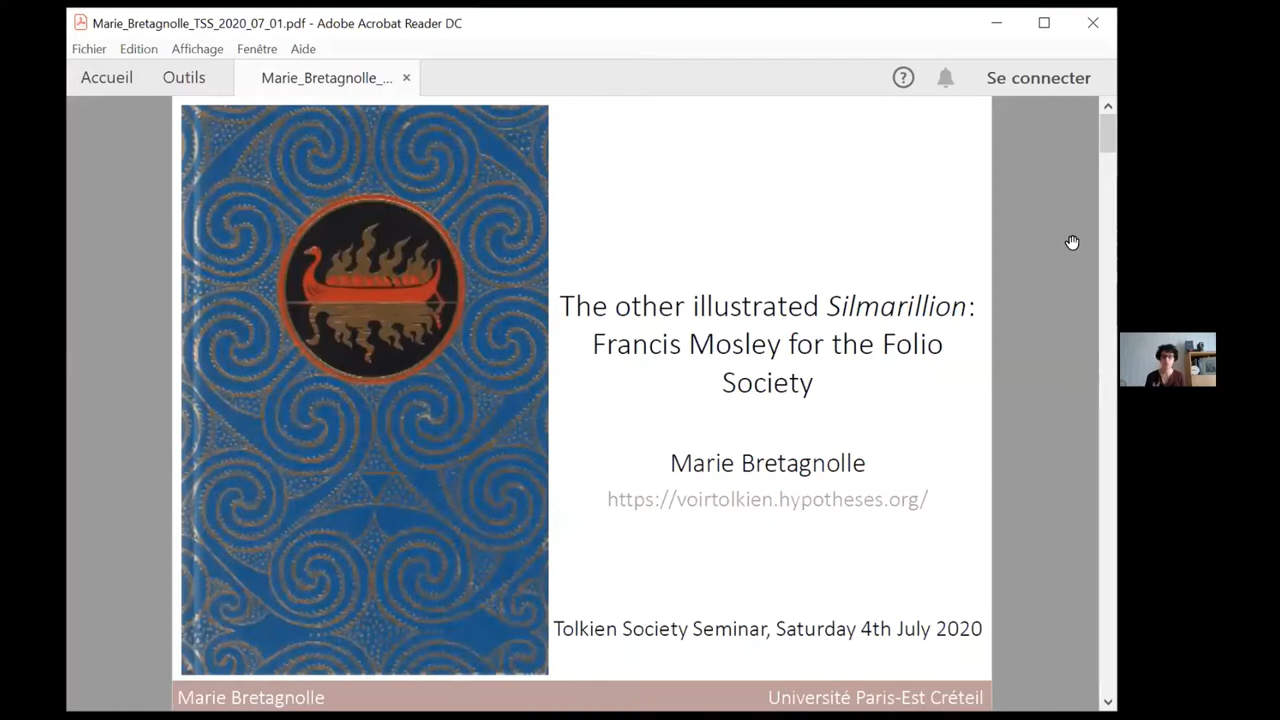 Marie_Bretagnolle_TSS_2020_07_01.pdf - Adobe Acrobat Reader DC
Fichier Edition Affichage Fenêtre Aide
Accueil Outils Marie_Bretagnolle_... × ? Se connecter
The other illustrated Silmarillion:
Francis Mosley for the Folio
Society
Marie Bretagnolle
https://voirtolkien.hypotheses.org/
Tolkien Society Seminar, Saturday 4th July 2020
Marie Bretagnolle Université Paris-Est Créteil